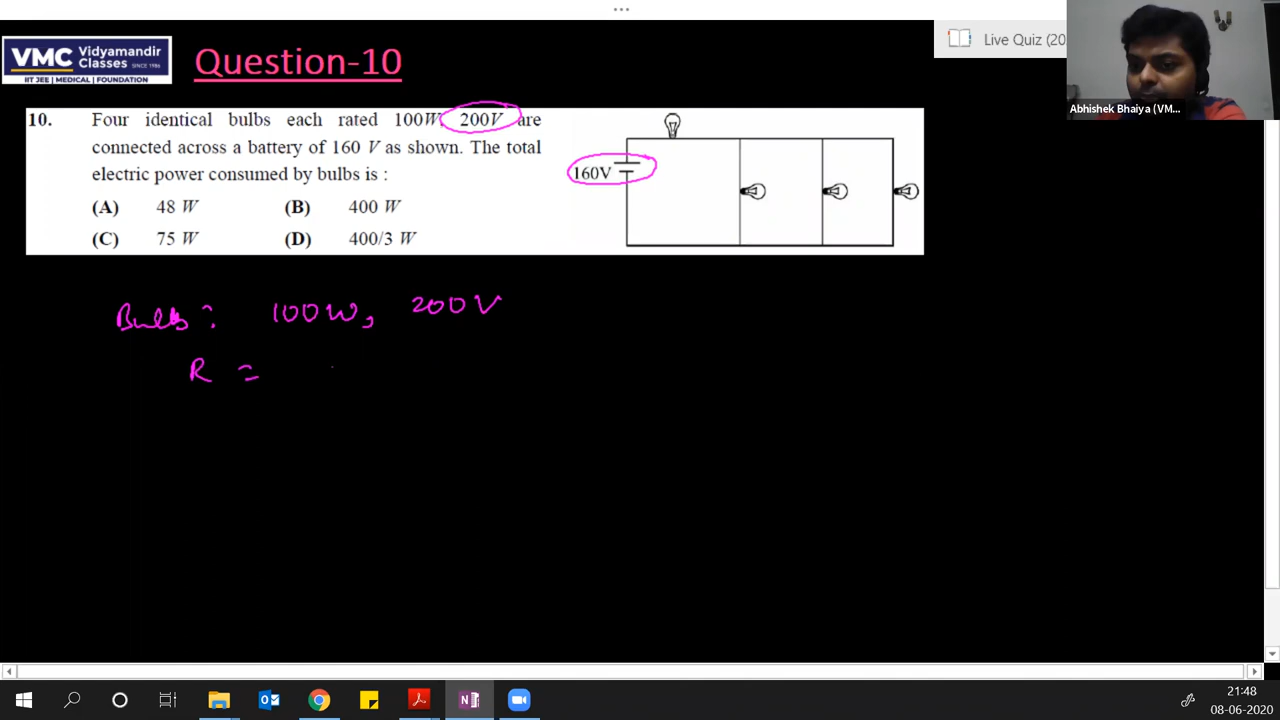 VMC Vidyamandir Classes SINCE 1986
IIT JEE | MEDICAL | FOUNDATION
Question-10
Live Quiz (20
Abhishek Bhaiya (VM...
10. Four identical bulbs each rated 100W, 200V are
connected across a battery of 160 V as shown. The total
electric power consumed by bulbs is :
(A) 48 W (B) 400 W
(C) 75 W (D) 400/3 W
160V
Bulbs : 100W, 200V
R =
21:48
08-06-2020